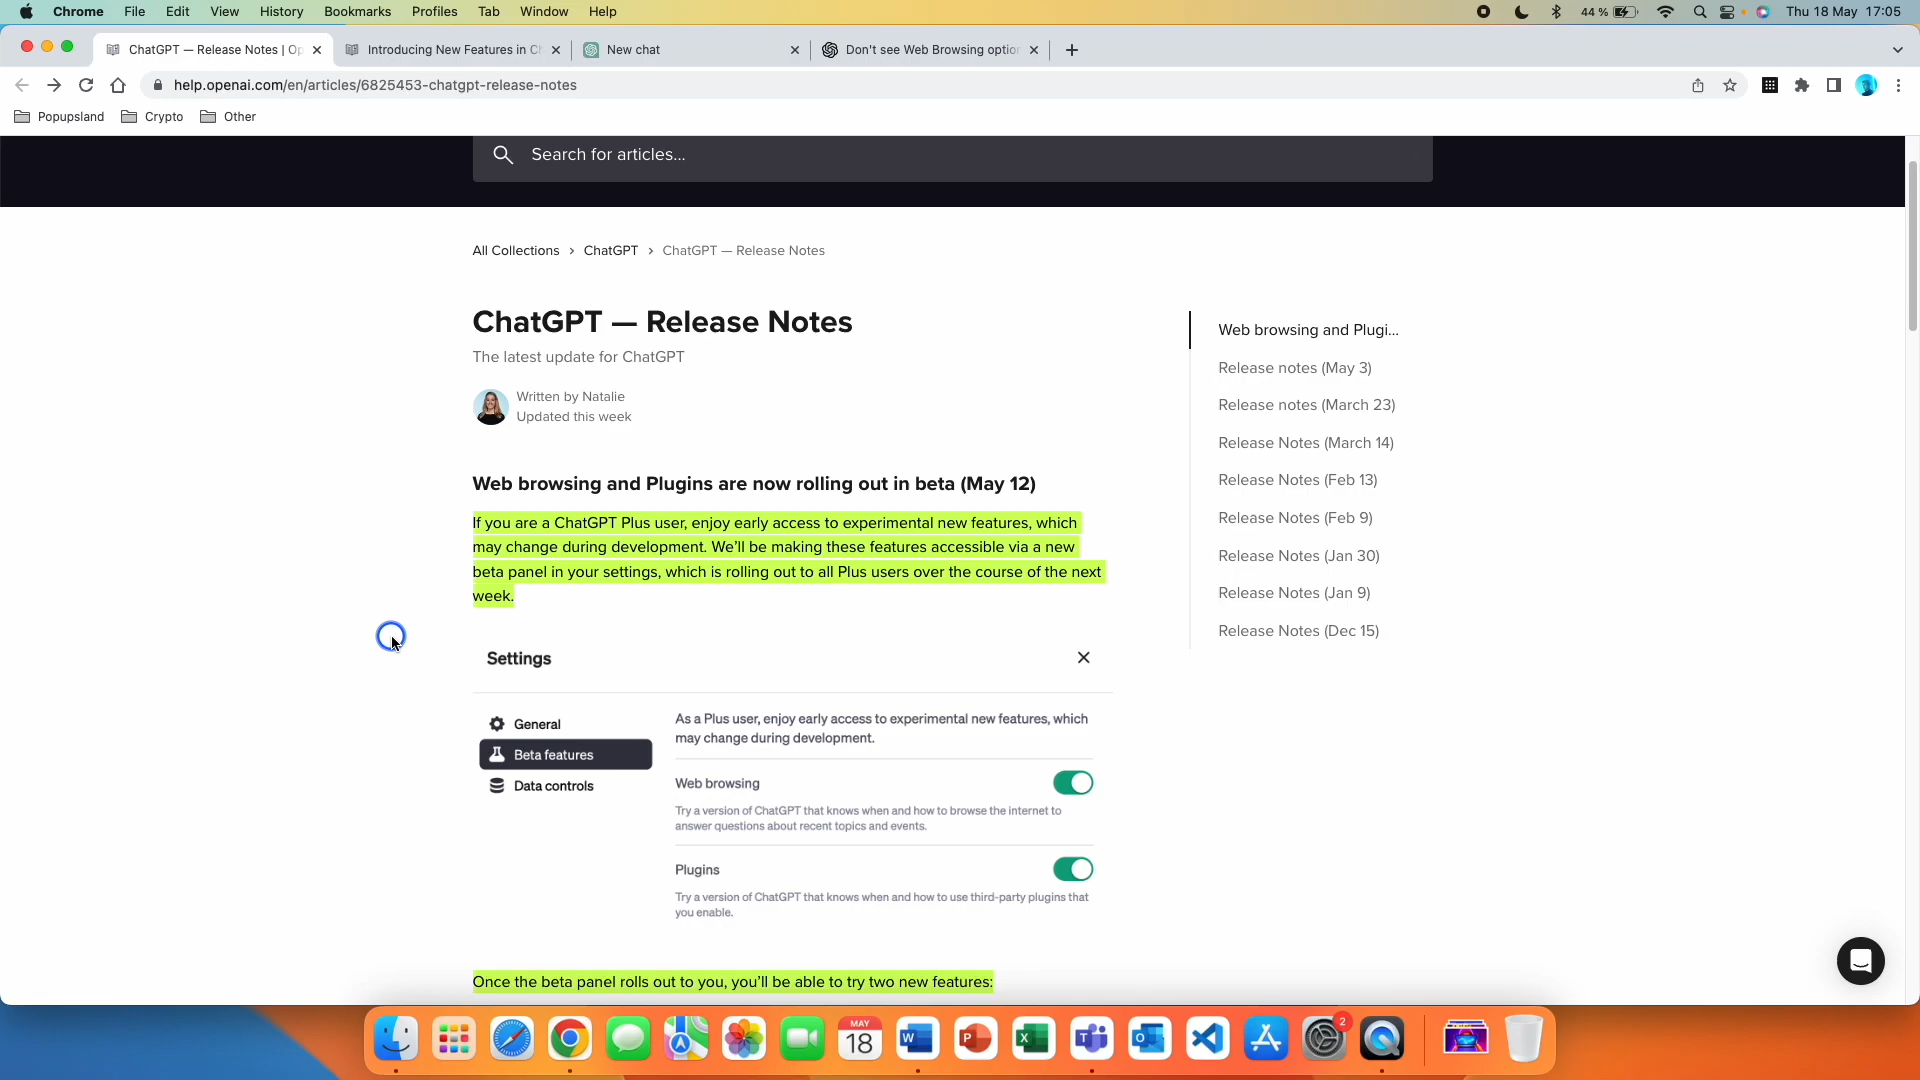 Chrome File Edit View History Bookmarks Profiles Tab Window Help 44 % Thu 18 May 17:05
ChatGPT — Release Notes | Op Introducing New Features in Ch New chat Don't see Web Browsing option
help.openai.com/en/articles/6825453-chatgpt-release-notes
Popupsland Crypto Other
Search for articles...
All Collections > ChatGPT > ChatGPT — Release Notes
ChatGPT — Release Notes
The latest update for ChatGPT
Written by Natalie
Updated this week
Web browsing and Plugins are now rolling out in beta (May 12)
If you are a ChatGPT Plus user, enjoy early access to experimental new features, which
may change during development. We’ll be making these features accessible via a new
beta panel in your settings, which is rolling out to all Plus users over the course of the next
week.
Settings
General
Beta features
Data controls
As a Plus user, enjoy early access to experimental new features, which
may change during development.
Web browsing
Try a version of ChatGPT that knows when and how to browse the internet to
answer questions about recent topics and events.
Plugins
Try a version of ChatGPT that knows when and how to use third-party plugins that
you enable.
Once the beta panel rolls out to you, you’ll be able to try two new features:
Web browsing and Plugi...
Release notes (May 3)
Release notes (March 23)
Release Notes (March 14)
Release Notes (Feb 13)
Release Notes (Feb 9)
Release Notes (Jan 30)
Release Notes (Jan 9)
Release Notes (Dec 15)
MAY
18
W
P
X
T
O
A
2